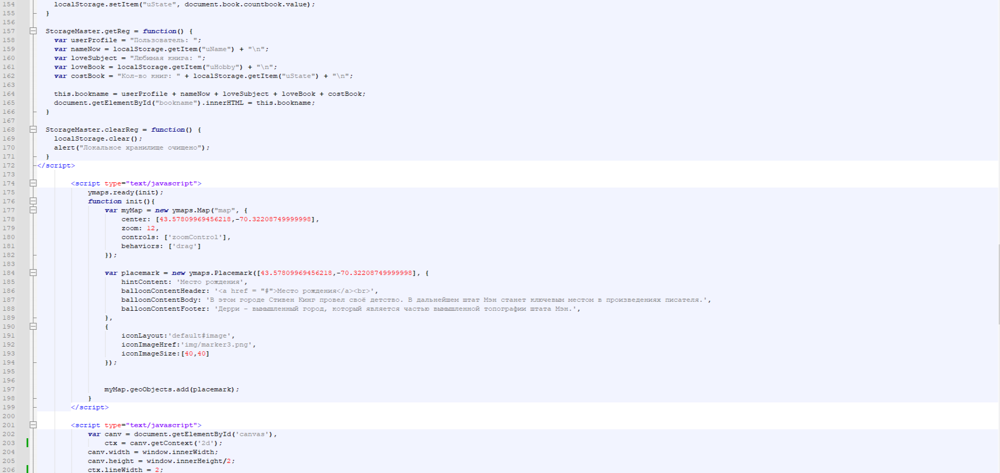 154 localStorage.setItem("uState", document.book.countbook.value);
155 }
156
157 StorageMaster.getReg = function() {
158 var userProfile = "Пользователь: ";
159 var nameNow = localStorage.getItem("uName") + "\n";
160 var loveSubject = "Любимая книга: ";
161 var loveBook = localStorage.getItem("uHobby") + "\n";
162 var costBook = "Кол-во книг: " + localStorage.getItem("uState") + "\n";
163
164 this.bookname = userProfile + nameNow + loveSubject + loveBook + costBook;
165 document.getElementById("bookname").innerHTML = this.bookname;
166 }
167
168 StorageMaster.clearReg = function() {
169 localStorage.clear();
170 alert("Локальное хранилище очищено");
171 }
172 </script>
173
174 <script type="text/javascript">
175 ymaps.ready(init);
176 function init(){
177 var myMap = new ymaps.Map("map", {
178 center: [43.57809969456218,-70.32208749999998],
179 zoom: 12,
180 controls: ['zoomControl'],
181 behaviors: ['drag']
182 });
183
184 var placemark = new ymaps.Placemark([43.57809969456218,-70.32208749999998], {
185 hintContent: 'Место рождения',
186 balloonContentHeader: '<a href = "#">Место рождения</a><br>',
187 balloonContentBody: 'В этом городе Стивен Кинг провел своё детство. В дальнейшем штат Мэн станет ключевым местом в произведениях писателя.',
188 balloonContentFooter: 'Дерри - вымышленный город, который является частью вымышленной топографии штата Мэн.',
189 },
190 {
191 iconLayout:'default#image',
192 iconImageHref:'img/marker3.png',
193 iconImageSize:[40,40]
194 });
195
196
197 myMap.geoObjects.add(placemark);
198 }
199 </script>
200
201 <script type="text/javascript">
202 var canv = document.getElementById('canvas'),
203 ctx = canv.getContext('2d');
204 canv.width = window.innerWidth;
205 canv.height = window.innerHeight/2;
206 ctx.lineWidth = 2;